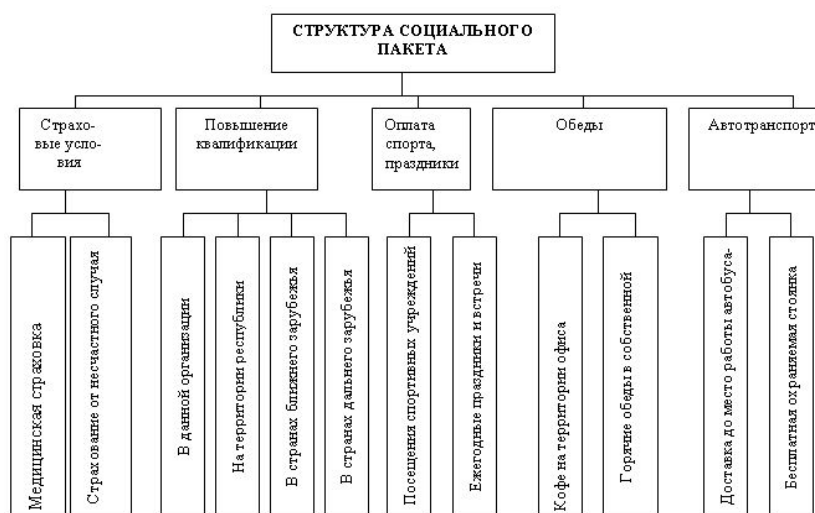 СТРУКТУРА СОЦИАЛЬНОГО
ПАКЕТА
Страхо-
вые усло-
вия
Повышение
квалификации
Оплата
спорта,
праздники
Обеды
Автотранспорт
Медицинская страховка
Страхование от несчастного случая
В данной организации
На территории республики
В странах ближнего зарубежья
В странах дальнего зарубежья
Посещения спортивных учреждений
Ежегодные праздники и встречи
Кофе на территории офиса
Горячие обеды в собственной
Доставка до место работы автобуса-
Бесплатная охраняемая стоянка